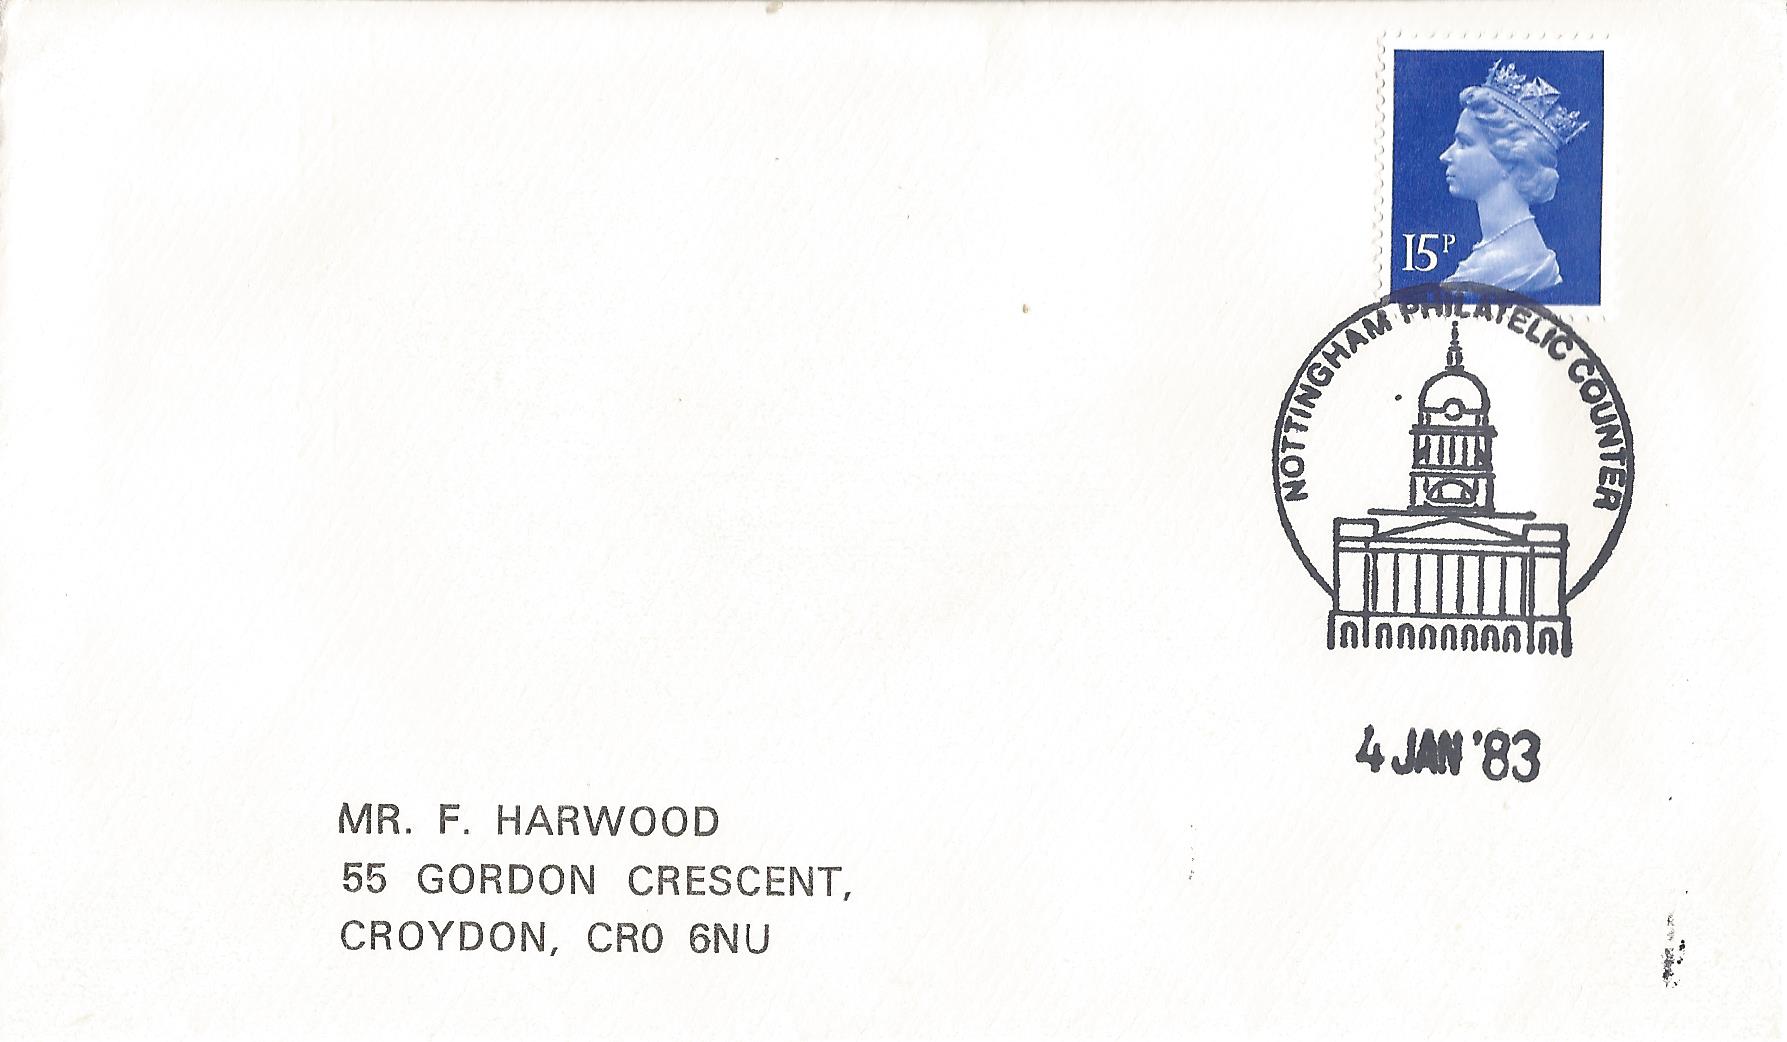 15P
NOTTINGHAM PHILATELIC COUNTER
4 JAN '83
MR. F. HARWOOD
55 GORDON CRESCENT,
CROYDON, CR0 6NU